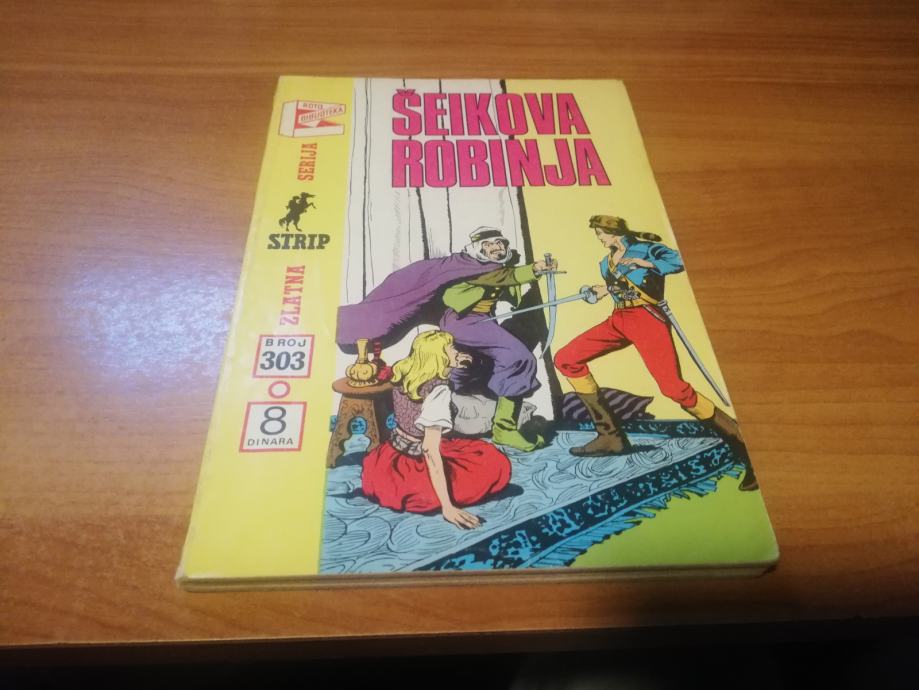 ŠEIKOVA
ROBINJA
ROTO
BIBLIOTEKA
ZLATNA SERIJA
STRIP
BROJ
303
8
DINARA